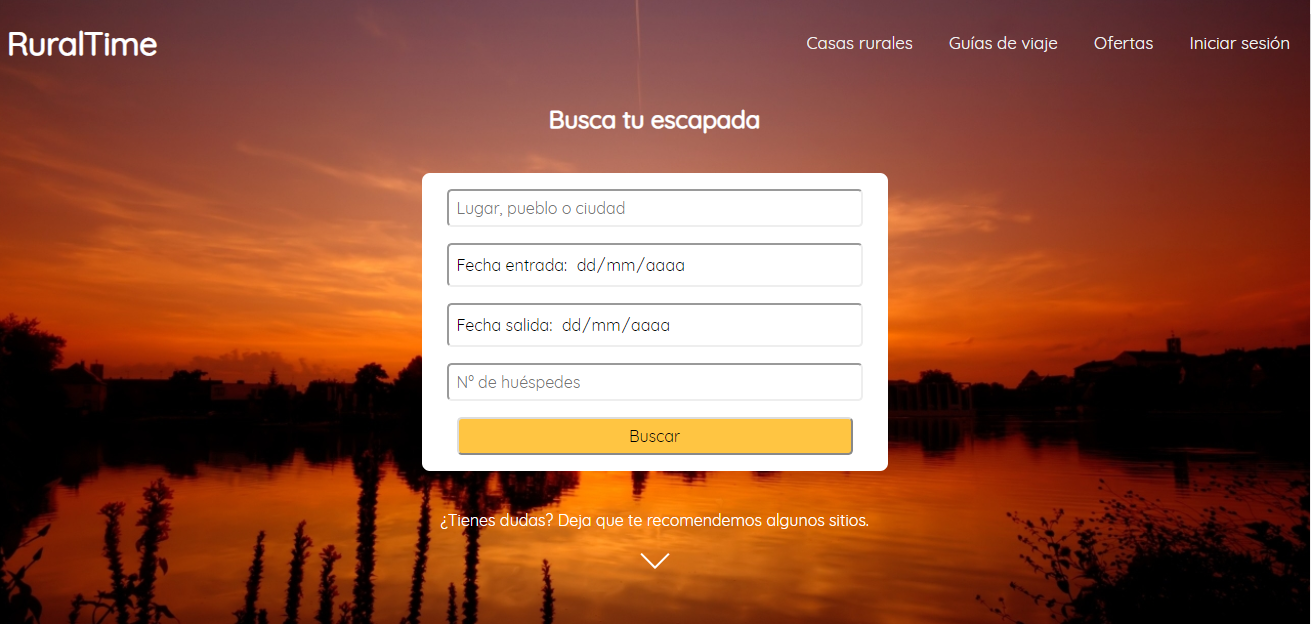 RuralTime
Casas rurales
Guías de viaje
Ofertas
Iniciar sesión
Busca tu escapada
Lugar, pueblo o ciudad
Fecha entrada: dd/mm/aaaa
Fecha salida: dd/mm/aaaa
Nº de huéspedes
Buscar
¿Tienes dudas? Deja que te recomendemos algunos sitios.